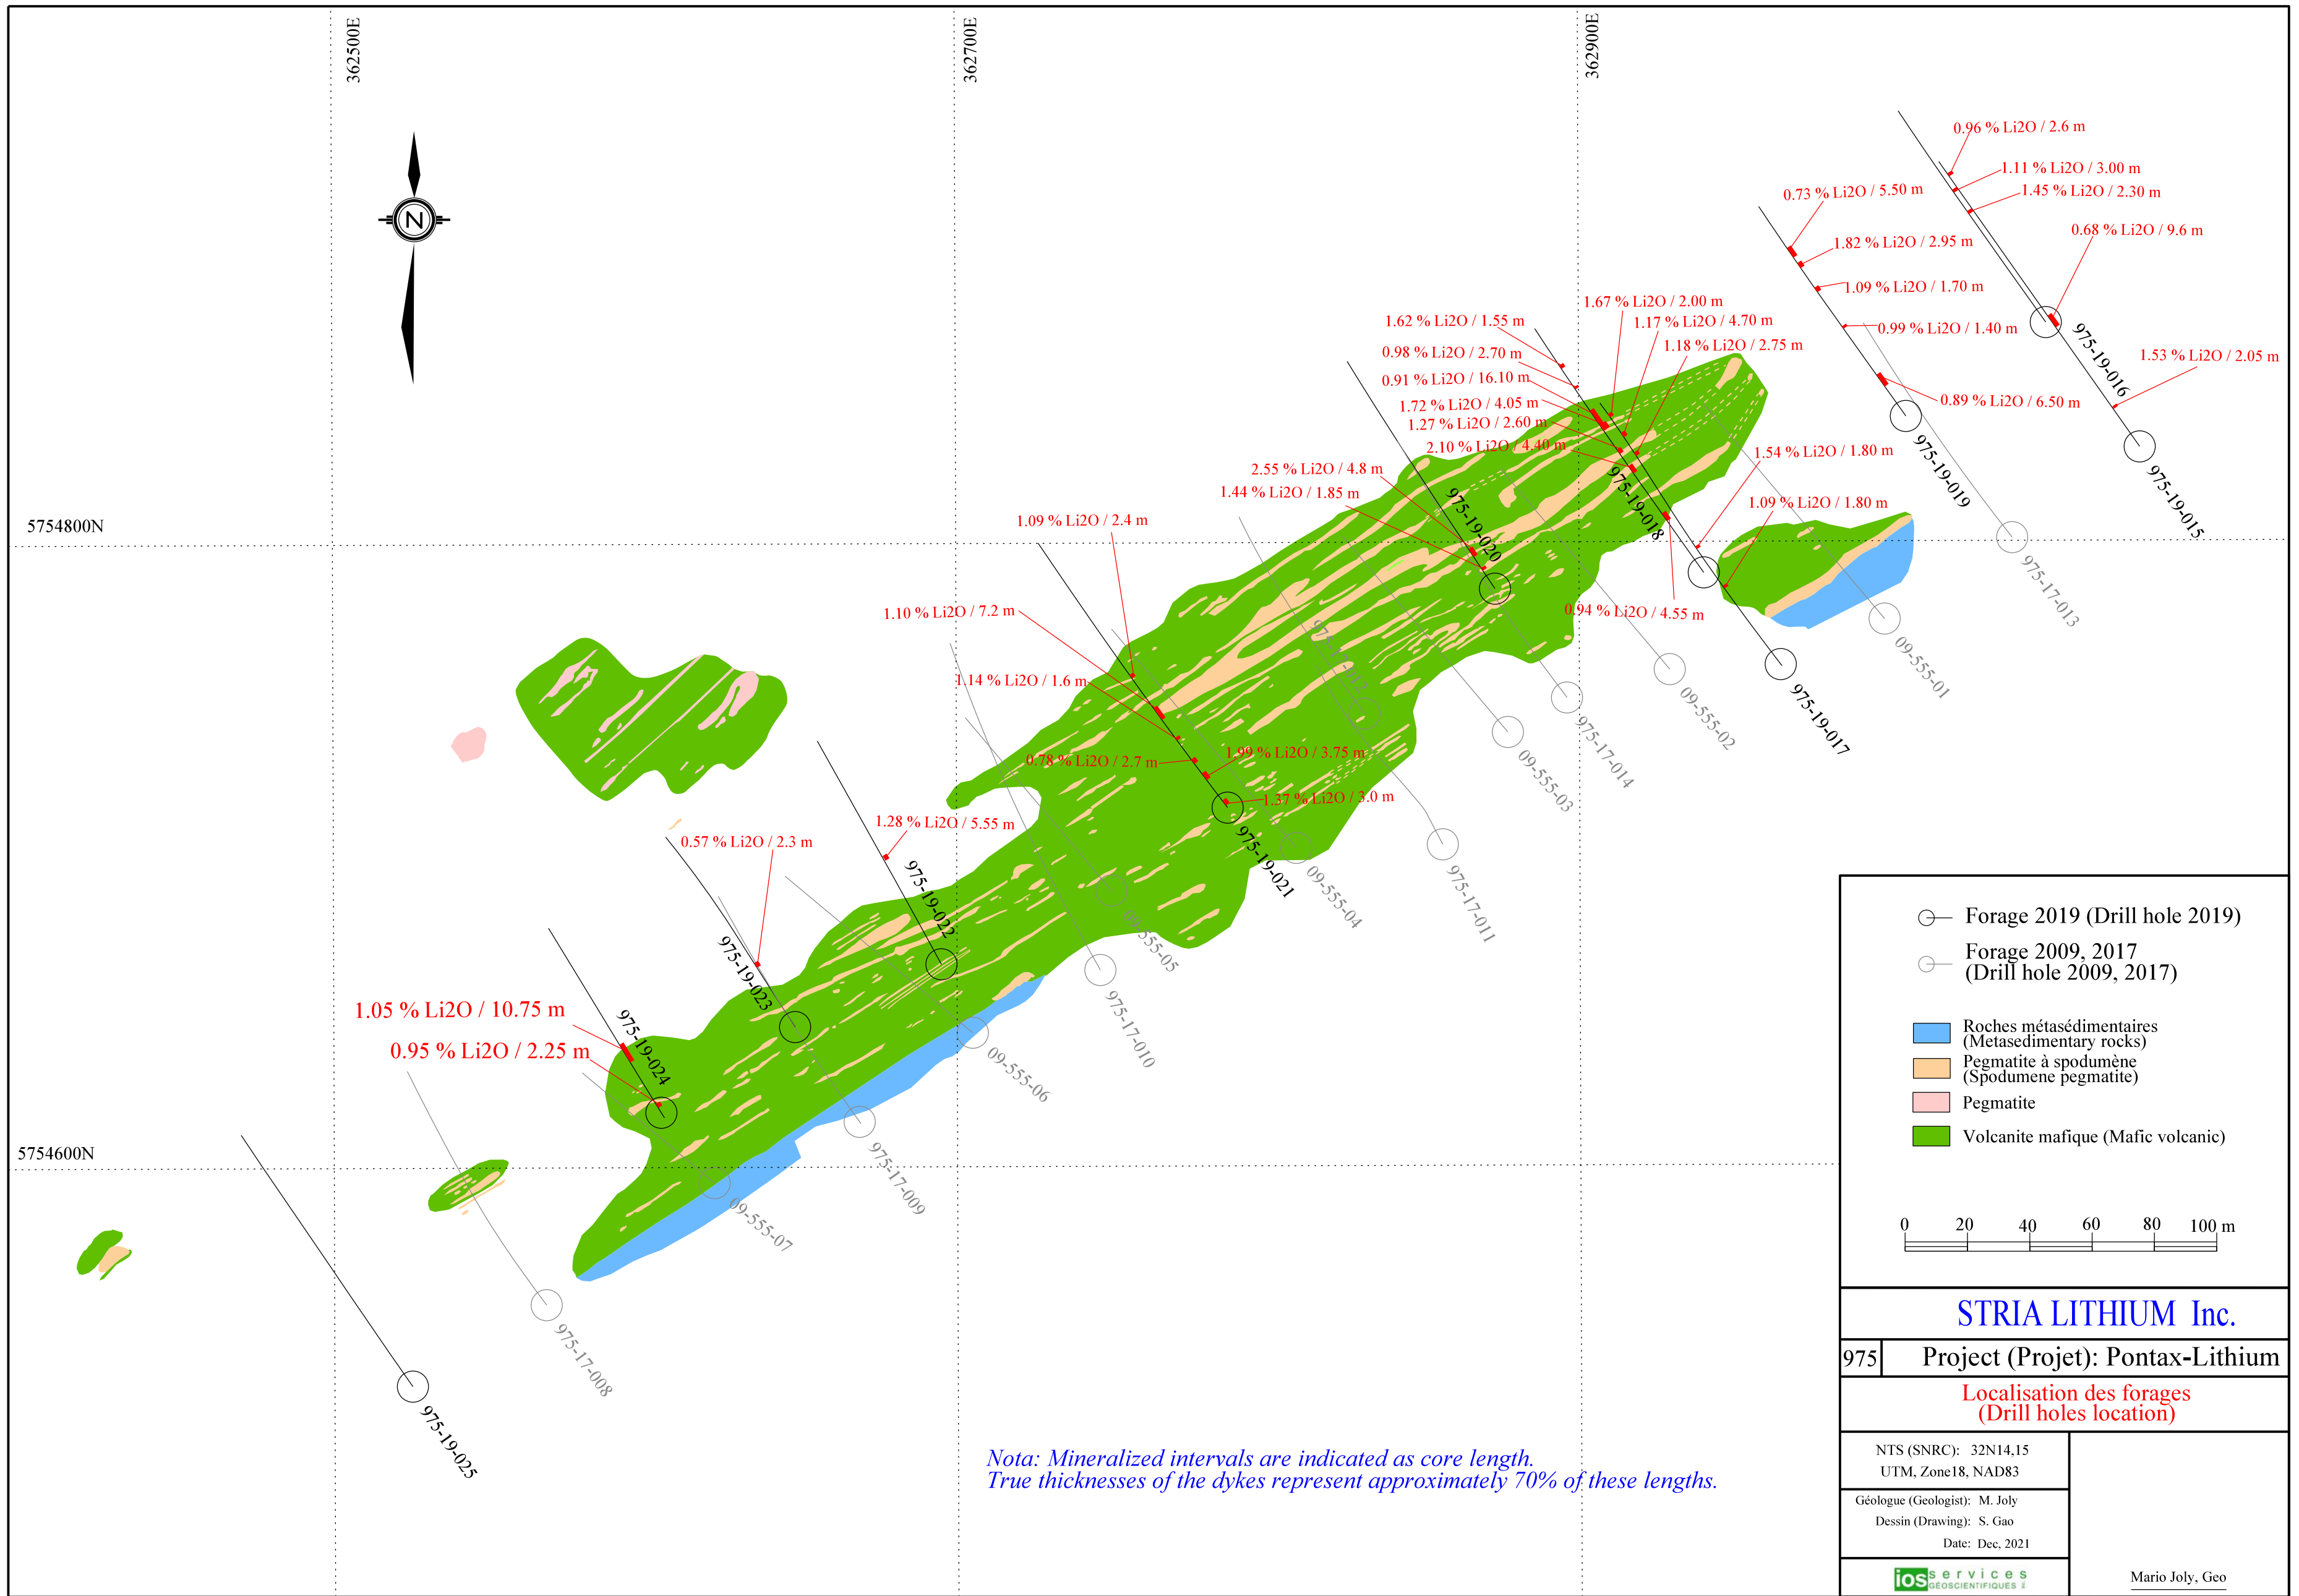 362500E
362700E
362900E
0.96 % Li2O / 2.6 m
1.11 % Li2O / 3.00 m
1.45 % Li2O / 2.30 m
0.73 % Li2O / 5.50 m
0.68 % Li2O / 9.6 m
1.82 % Li2O / 2.95 m
1.09 % Li2O / 1.70 m
0.99 % Li2O / 1.40 m
975-19-016
1.53 % Li2O / 2.05 m
0.89 % Li2O / 6.50 m
975-19-019
975-19-015
1.67 % Li2O / 2.00 m
1.62 % Li2O / 1.55 m
1.17 % Li2O / 4.70 m
1.18 % Li2O / 2.75 m
0.98 % Li2O / 2.70 m
0.91 % Li2O / 16.10 m
1.72 % Li2O / 4.05 m
1.27 % Li2O / 2.60 m
2.10 % Li2O / 4.40 m
1.54 % Li2O / 1.80 m
2.55 % Li2O / 4.8 m
1.44 % Li2O / 1.85 m
1.09 % Li2O / 1.80 m
975-19-018
975-19-020
5754800N
1.09 % Li2O / 2.4 m
975-17-013
1.10 % Li2O / 7.2 m
0.94 % Li2O / 4.55 m
09-555-01
1.14 % Li2O / 1.6 m
975-19-017
09-555-02
975-17-014
09-555-03
0.78 % Li2O / 2.7 m
1.99 % Li2O / 3.75 m
1.37 % Li2O / 3.0 m
1.28 % Li2O / 5.55 m
0.57 % Li2O / 2.3 m
975-19-021
09-555-04
975-17-011
975-19-022
09-555-05
975-19-023
975-17-010
1.05 % Li2O / 10.75 m
0.95 % Li2O / 2.25 m
975-19-024
09-555-06
5754600N
975-17-009
09-555-07
975-17-008
975-19-025
Nota: Mineralized intervals are indicated as core length.
True thicknesses of the dykes represent approximately 70% of these lengths.
Forage 2019 (Drill hole 2019)
Forage 2009, 2017
(Drill hole 2009, 2017)
Roches métasédimentaires
(Metasedimentary rocks)
Pegmatite à spodumène
(Spodumene pegmatite)
Pegmatite
Volcanite mafique (Mafic volcanic)
0 20 40 60 80 100 m
STRIA LITHIUM Inc.
975 Project (Projet): Pontax-Lithium
Localisation des forages
(Drill holes location)
NTS (SNRC): 32N14,15
UTM, Zone18, NAD83
Géologue (Geologist): M. Joly
Dessin (Drawing): S. Gao
Date: Dec, 2021
ios services
GÉOSCIENTIFIQUES
Mario Joly, Geo
N